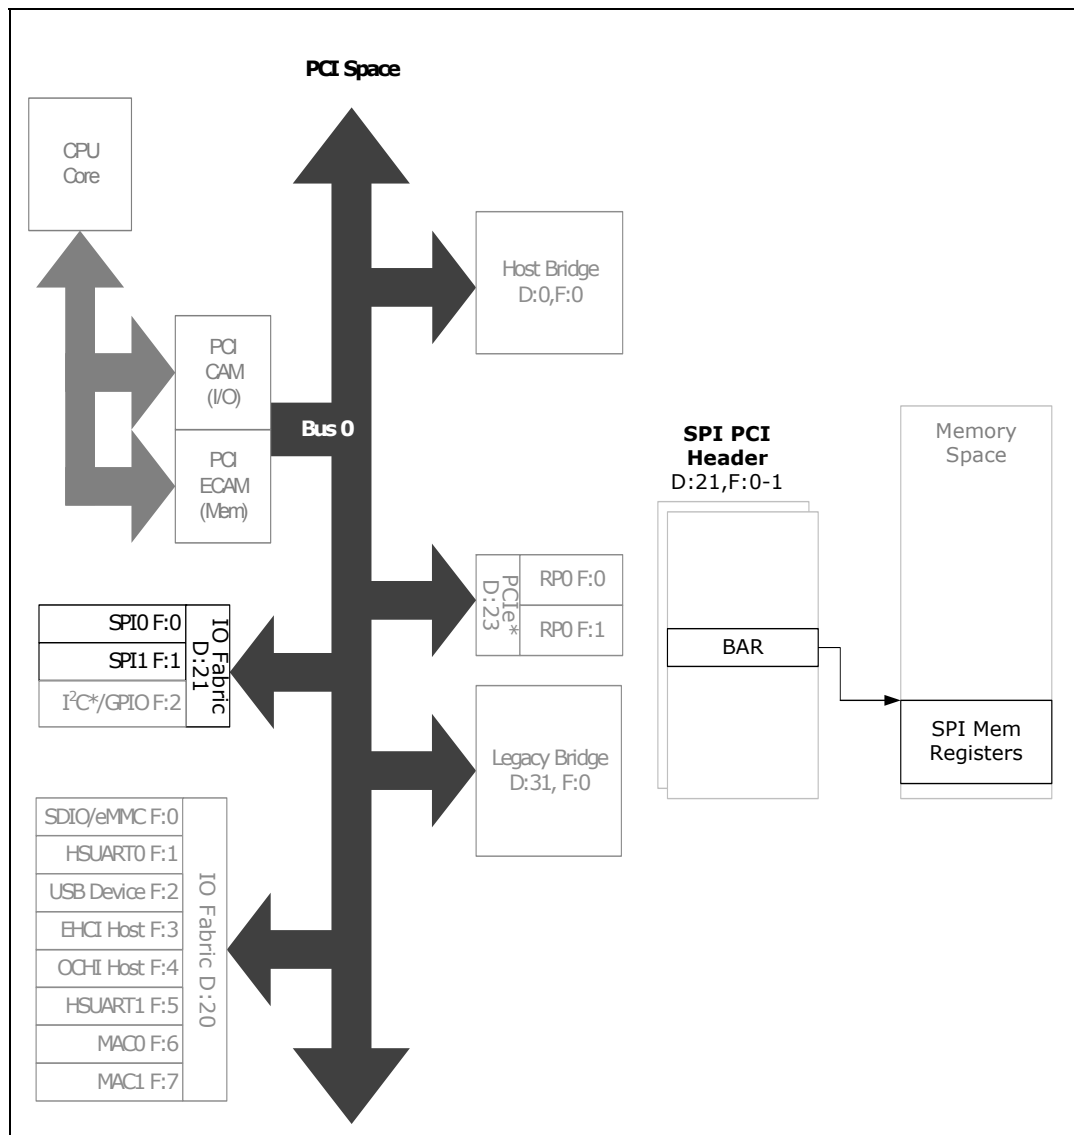 PCI Space
CPU
Core
Host Bridge
D:0,F:0
PCI
CAM
(I/O)
Bus 0
PCI
ECAM
(Mem)
SPI PCI
Header
D:21,F:0-1
Memory
Space
PCIe*
D:23
RP0 F:0
RP0 F:1
SPI0 F:0
SPI1 F:1
I²C*/GPIO F:2
IO Fabric
D:21
BAR
SPI Mem
Registers
Legacy Bridge
D:31, F:0
SDIO/eMMC F:0
HSUART0 F:1
USB Device F:2
EHCI Host F:3
OCHI Host F:4
HSUART1 F:5
MAC0 F:6
MAC1 F:7
IO Fabric D:20